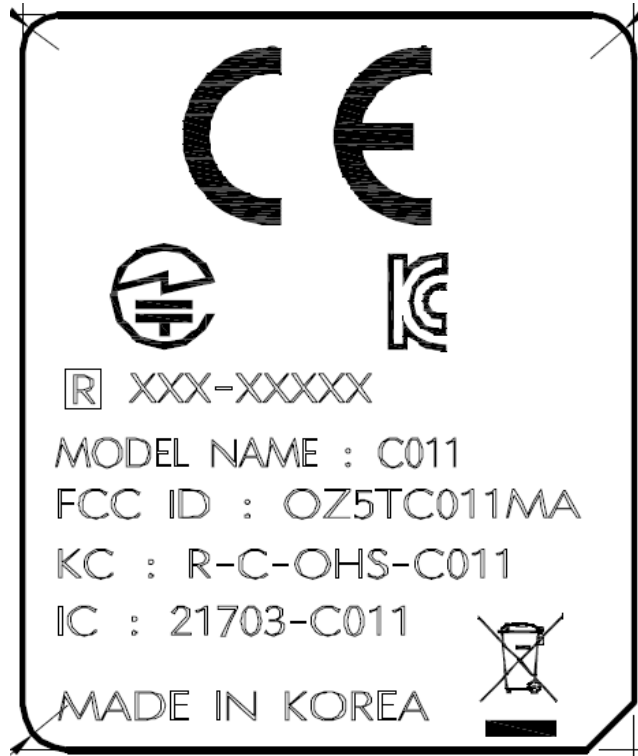 CE
R XXX-XXXXX
MODEL NAME : C011
FCC ID : OZ5TC011MA
KC : R-C-OHS-C011
IC : 21703-C011
MADE IN KOREA